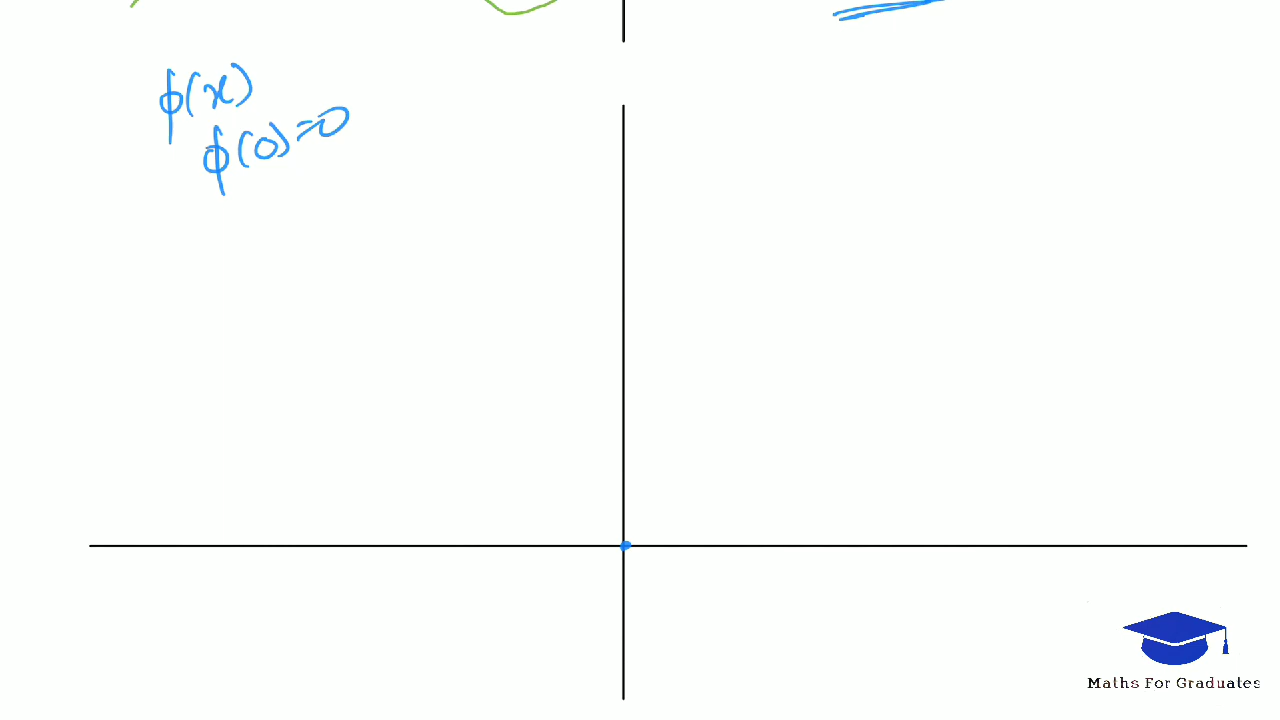 ϕ(x)
ϕ(0)=0
Maths For Graduates